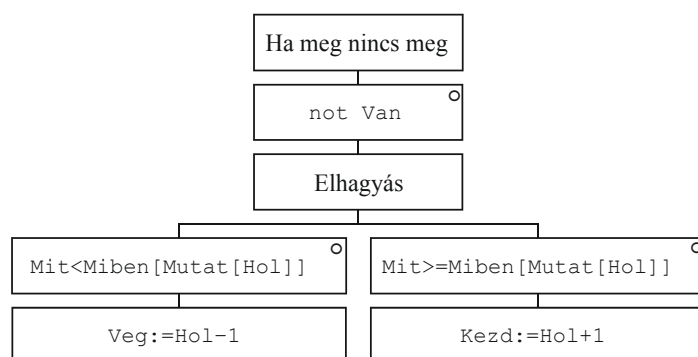 Ha meg nincs meg
not Van
Elhagyás
Mit<Miben[Mutat[Hol]]
Mit>=Miben[Mutat[Hol]]
Veg:=Hol−1
Kezd:=Hol+1